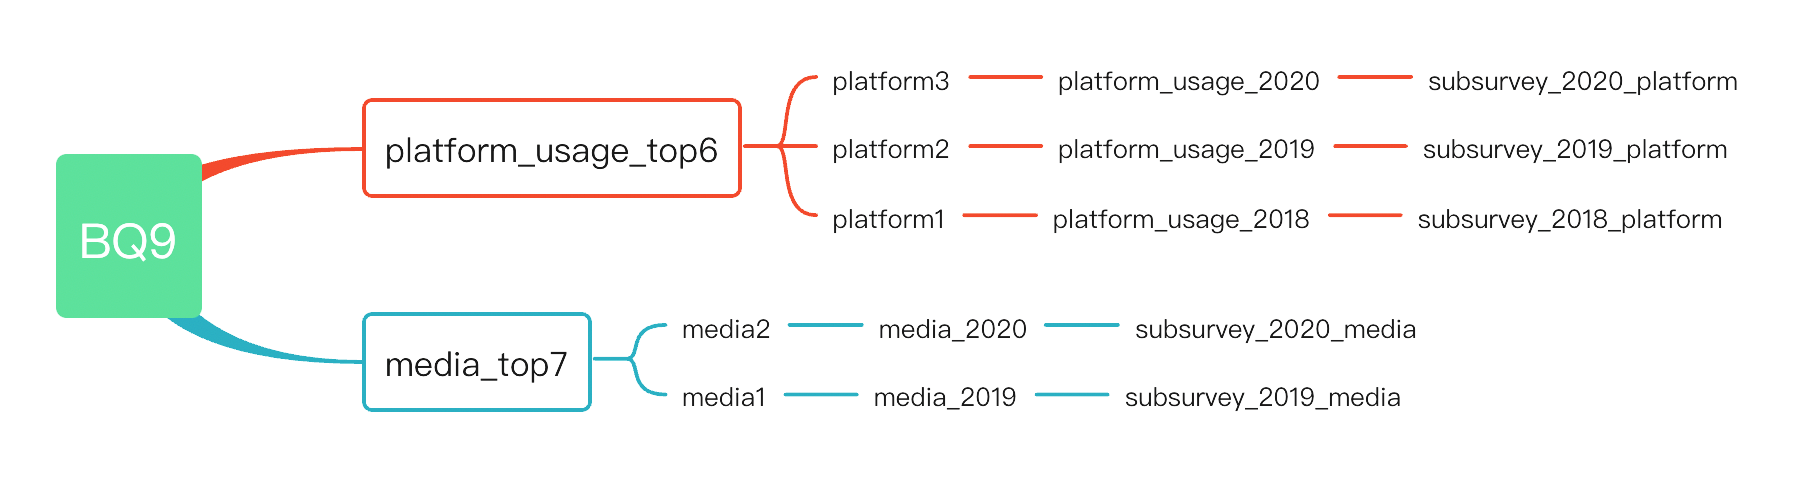 BQ9
platform_usage_top6
platform3 platform_usage_2020 subsurvey_2020_platform
platform2 platform_usage_2019 subsurvey_2019_platform
platform1 platform_usage_2018 subsurvey_2018_platform
media_top7
media2 media_2020 subsurvey_2020_media
media1 media_2019 subsurvey_2019_media